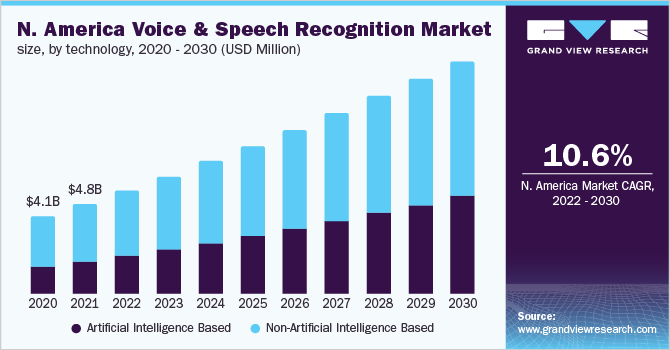 N. America Voice & Speech Recognition Market
size, by technology, 2020 - 2030 (USD Million)
$4.1B
$4.8B
2020 2021 2022 2023 2024 2025 2026 2027 2028 2029 2030
Artificial Intelligence Based Non-Artificial Intelligence Based
GRAND VIEW RESEARCH
10.6%
N. America Market CAGR,
2022 - 2030
Source:
www.grandviewresearch.com